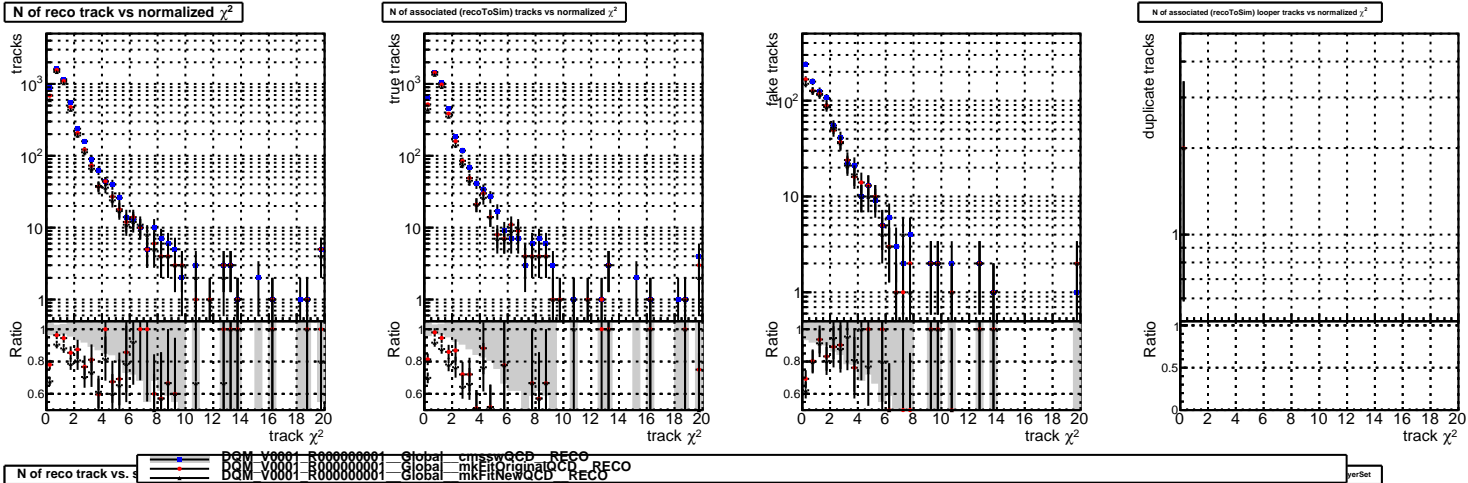 N of reco track vs normalized χ²
N of associated (recoToSim) tracks vs normalized χ²
N of associated (recoToSim) looper tracks vs normalized χ²
tracks
10³
10²
10
1
Ratio
1
0.8
0.6
0 2 4 6 8 10 12 14 16 18 20
track χ²
true tracks
10³
10²
10
1
Ratio
1
0.8
0.6
0 2 4 6 8 10 12 14 16 18 20
track χ²
fake tracks
10²
10
1
Ratio
1
0.8
0.6
0 2 4 6 8 10 12 14 16 18 20
track χ²
duplicate tracks
1
Ratio
1
0.5
0
0 2 4 6 8 10 12 14 16 18 20
track χ²
DQM_V0001_R000000001__Global__cmsswQCD__RECO
DQM_V0001_R000000001__Global__mkFitOriginalQCD__RECO
DQM_V0001_R000000001__Global__mkFitNewQCD__RECO
N of reco track vs. s
yerSet